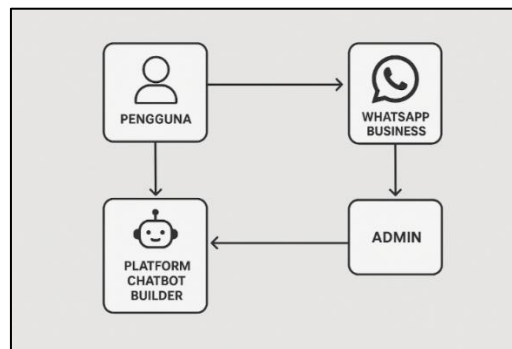 PENGGUNA
WHATSAPP
BUSINESS
PLATFORM
CHATBOT
BUILDER
ADMIN